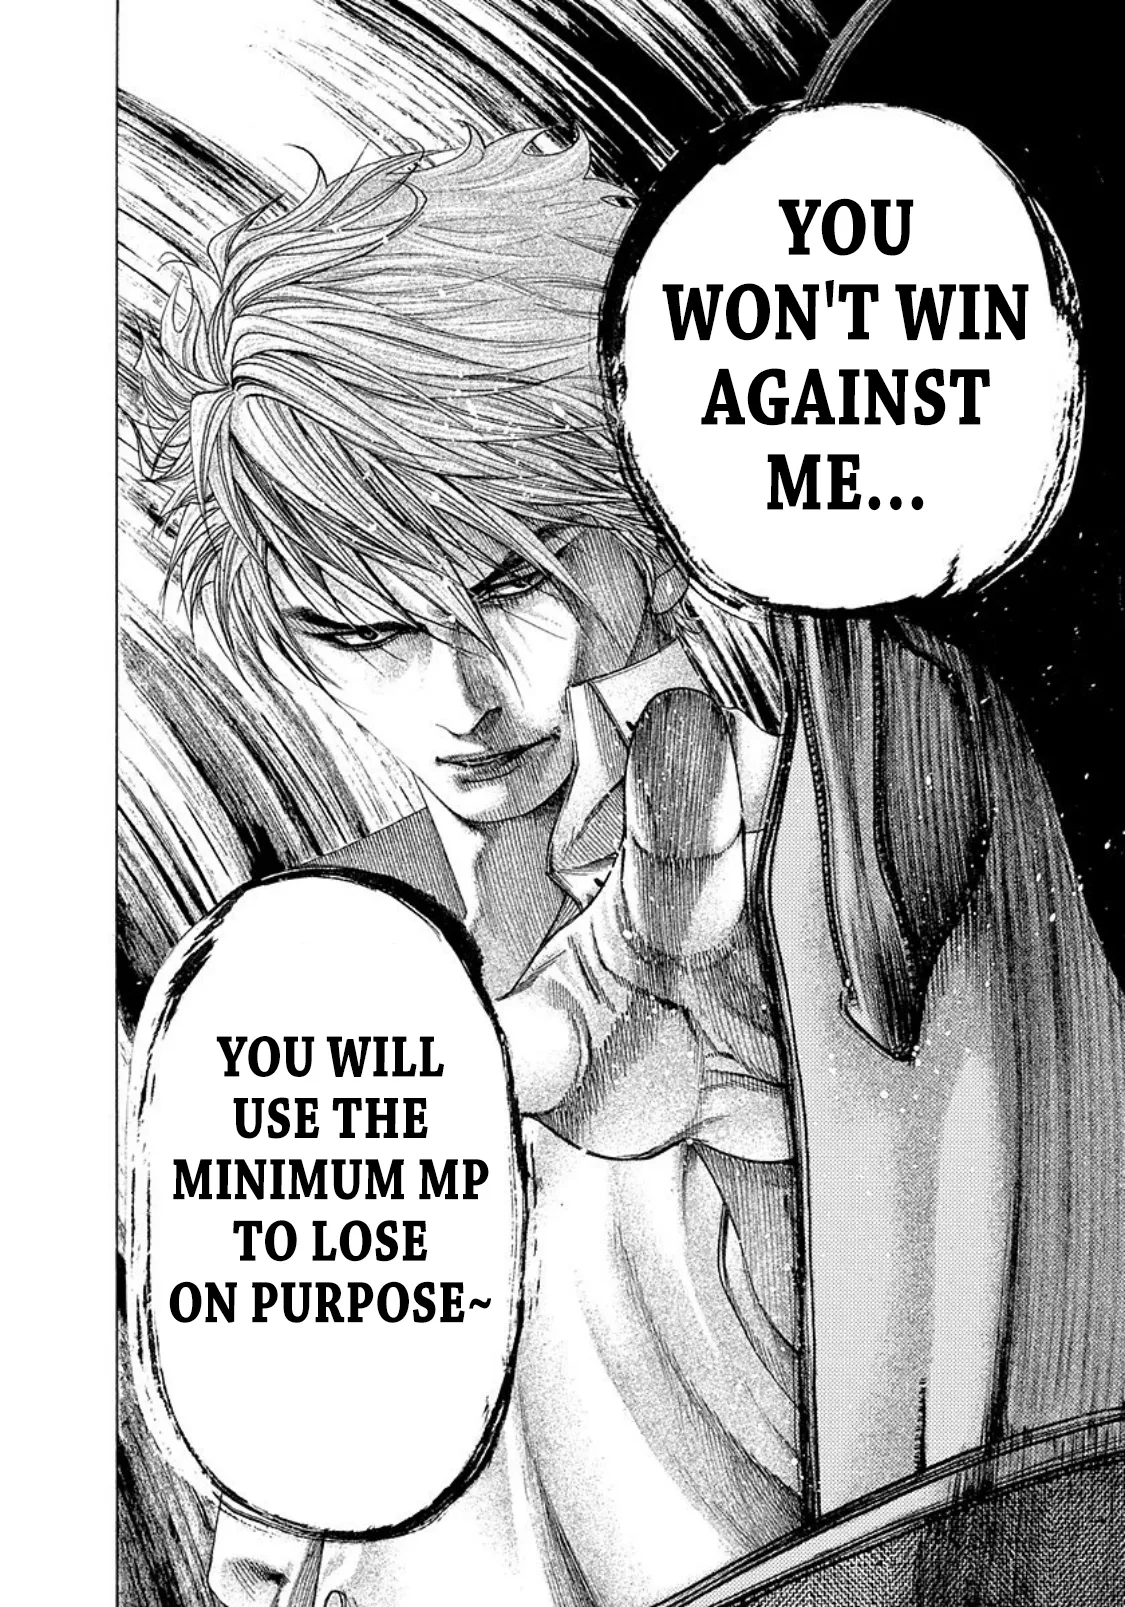 YOU
WON'T WIN
AGAINST
ME...
YOU WILL
USE THE
MINIMUM MP
TO LOSE
ON PURPOSE~